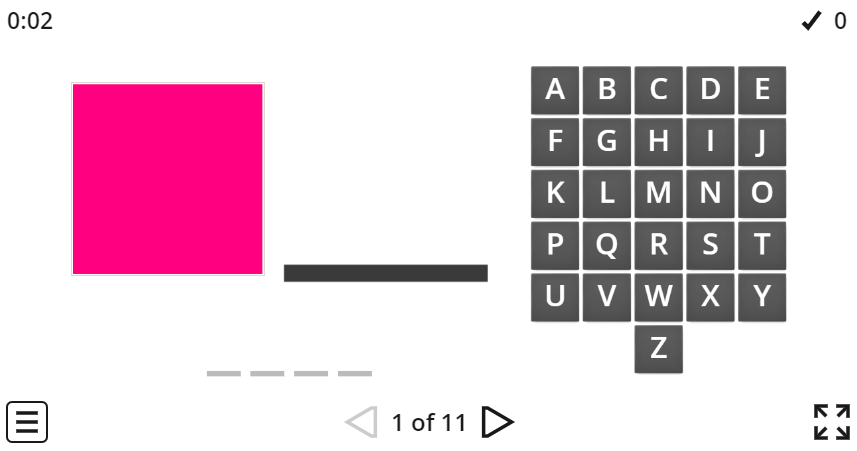 0:02
0
A B C D E
F G H I J
K L M N O
P Q R S T
U V W X Y
Z
1 of 11